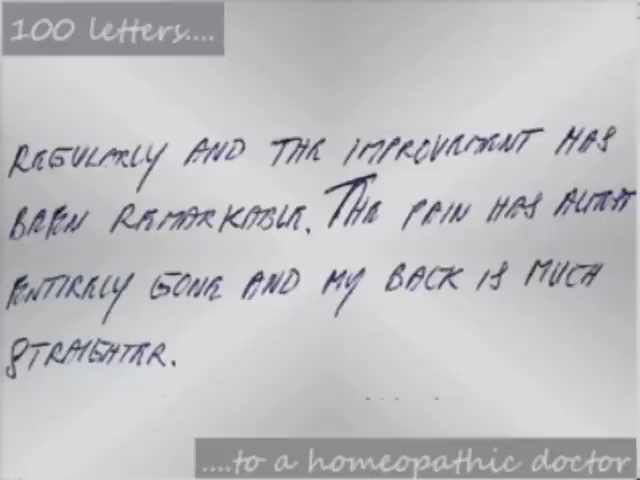 100 letters....
REGULARLY AND THE IMPROVEMENT HAS
BEEN REMARKABLE. THE PAIN HAS ALMOST
ENTIRELY GONE AND MY BACK IS MUCH
STRAIGHTER.
....to a homeopathic doctor